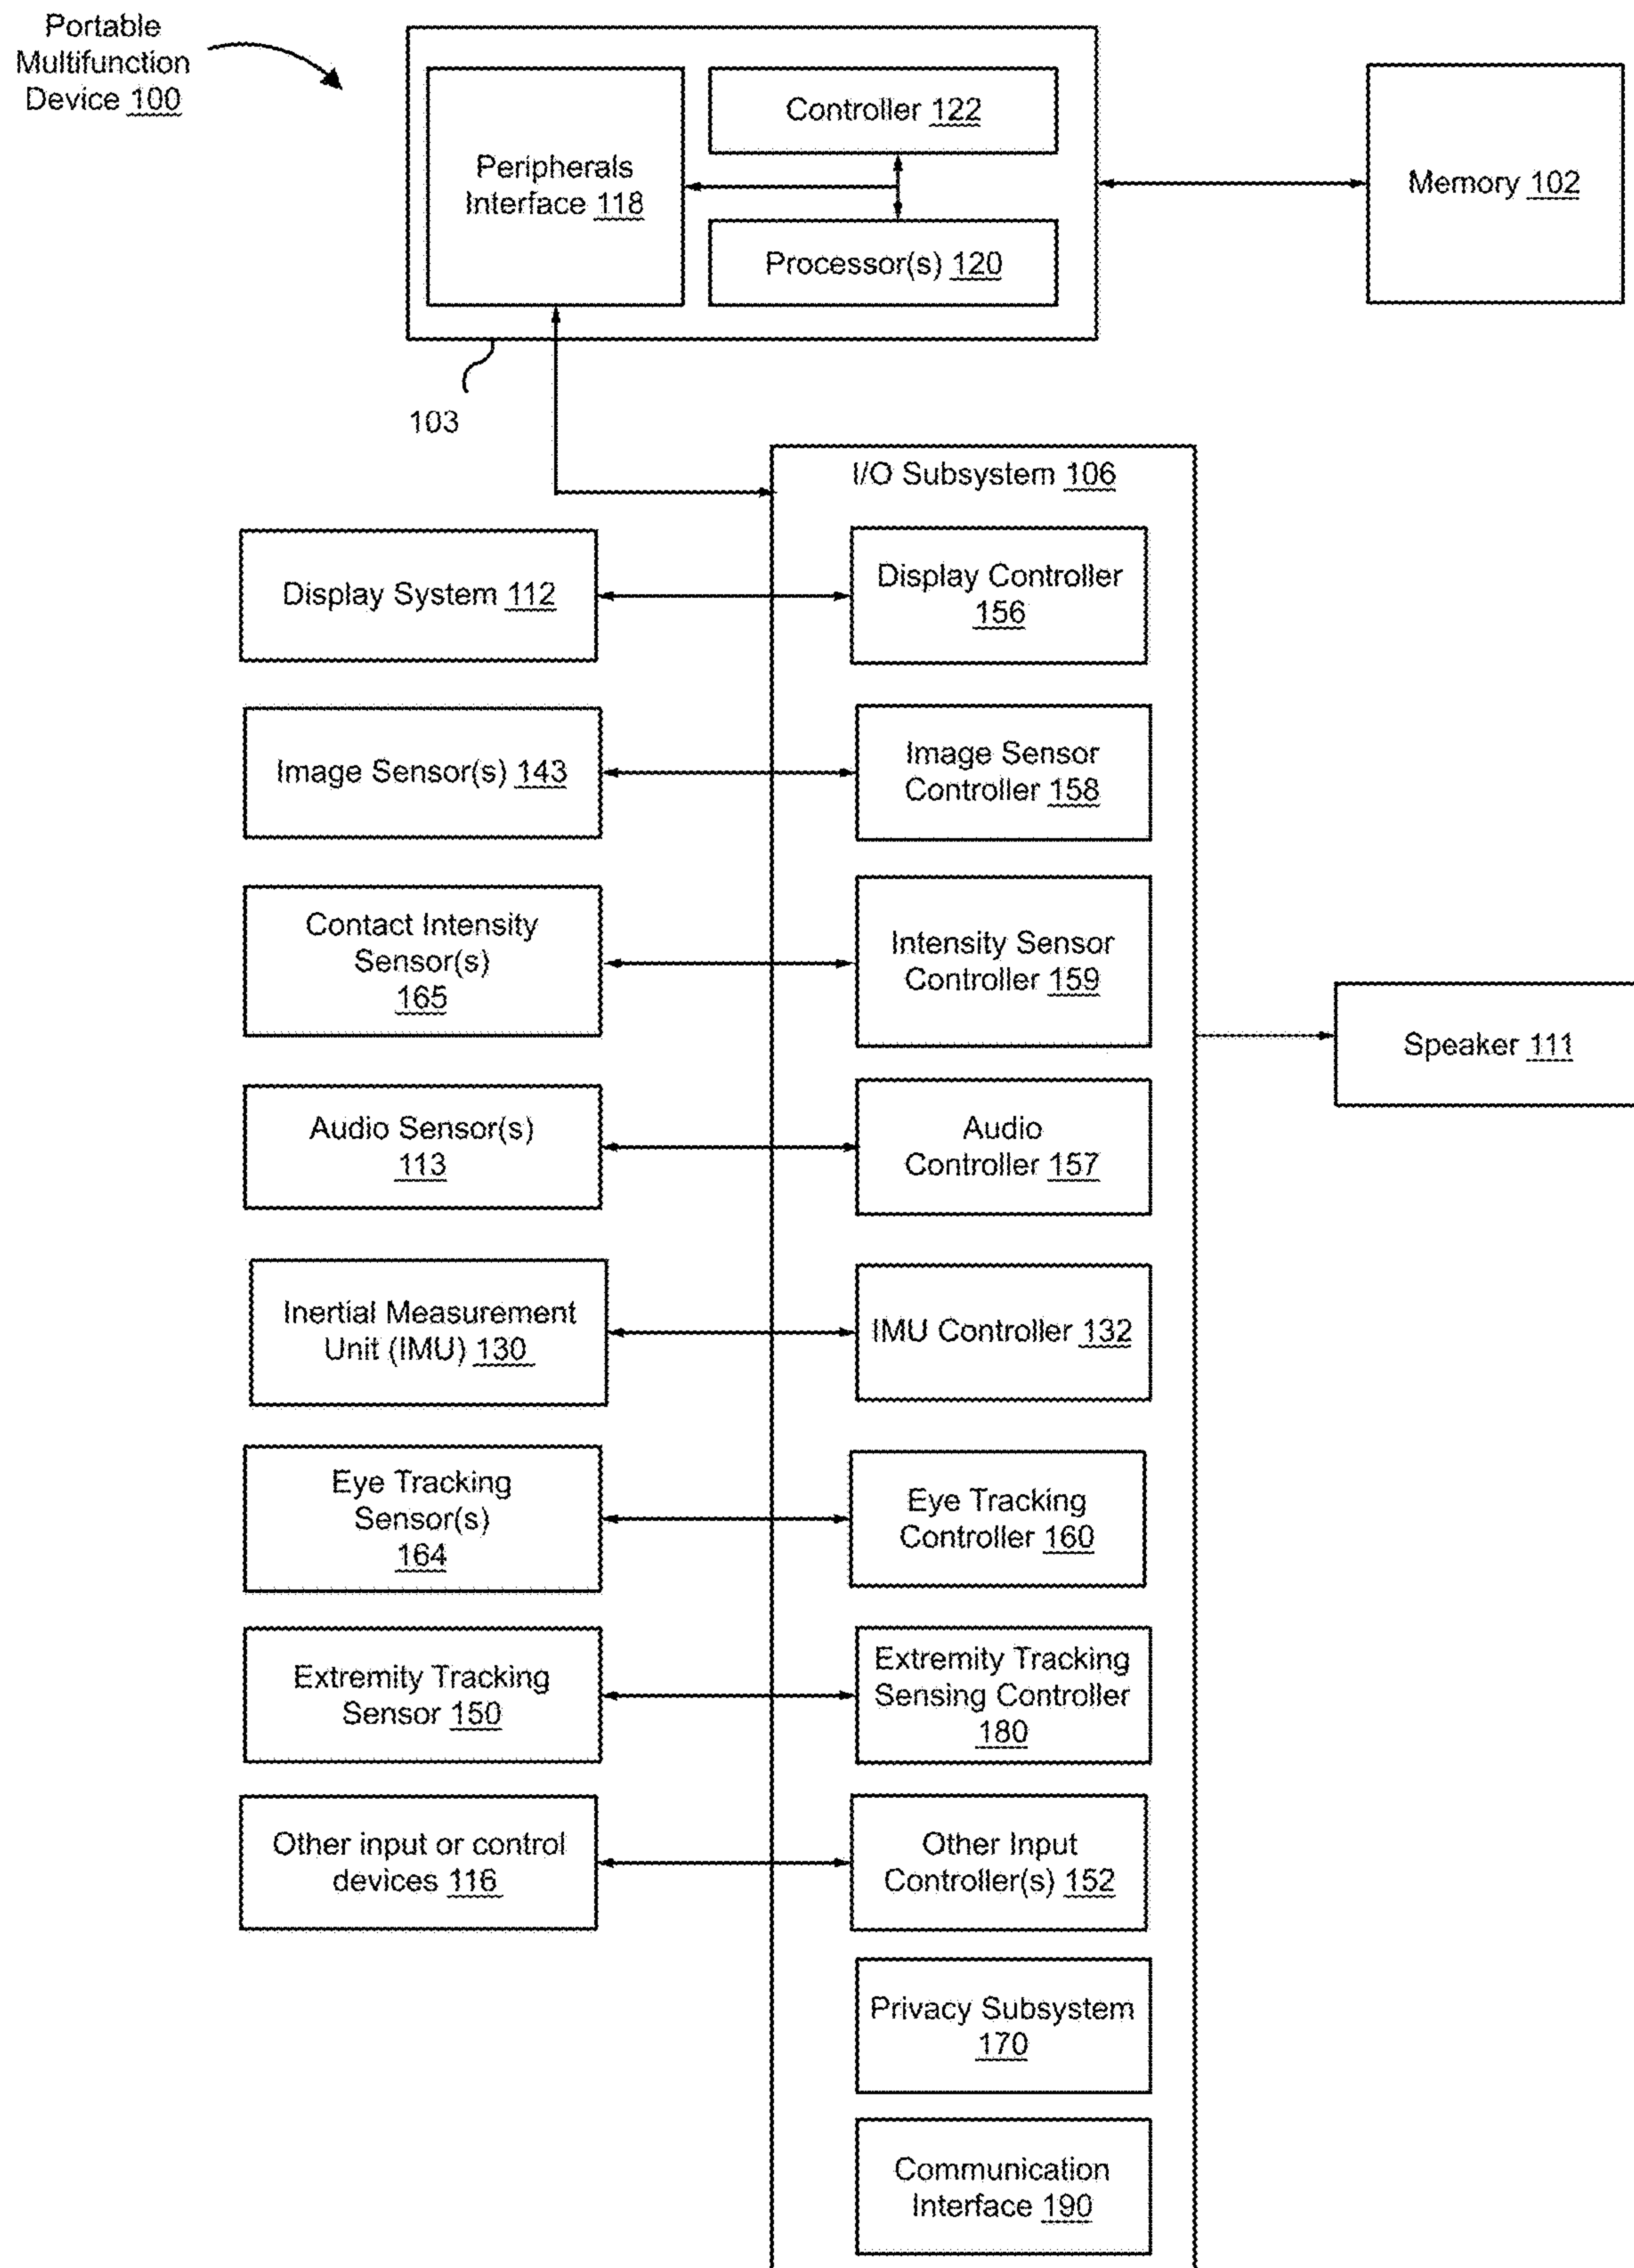 Portable
Multifunction
Device 100
Peripherals
Interface 118
Controller 122
Processor(s) 120
Memory 102
103
I/O Subsystem 106
Display System 112
Display Controller
156
Image Sensor(s) 143
Image Sensor
Controller 158
Contact Intensity
Sensor(s)
165
Intensity Sensor
Controller 159
Speaker 111
Audio Sensor(s)
113
Audio
Controller 157
Inertial Measurement
Unit (IMU) 130
IMU Controller 132
Eye Tracking
Sensor(s)
164
Eye Tracking
Controller 160
Extremity Tracking
Sensor 150
Extremity Tracking
Sensing Controller
180
Other input or control
devices 116
Other Input
Controller(s) 152
Privacy Subsystem
170
Communication
Interface 190